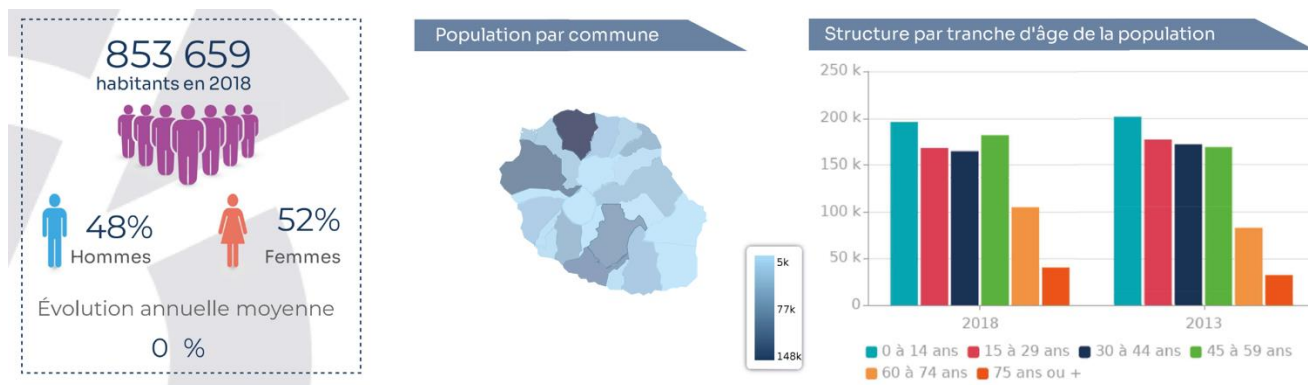 853 659
habitants en 2018
48%
Hommes
52%
Femmes
Évolution annuelle moyenne
0 %
Population par commune
5k
77k
148k
Structure par tranche d'âge de la population
250 k
200 k
150 k
100 k
50 k
0
2018
2013
0 à 14 ans
15 à 29 ans
30 à 44 ans
45 à 59 ans
60 à 74 ans
75 ans ou +